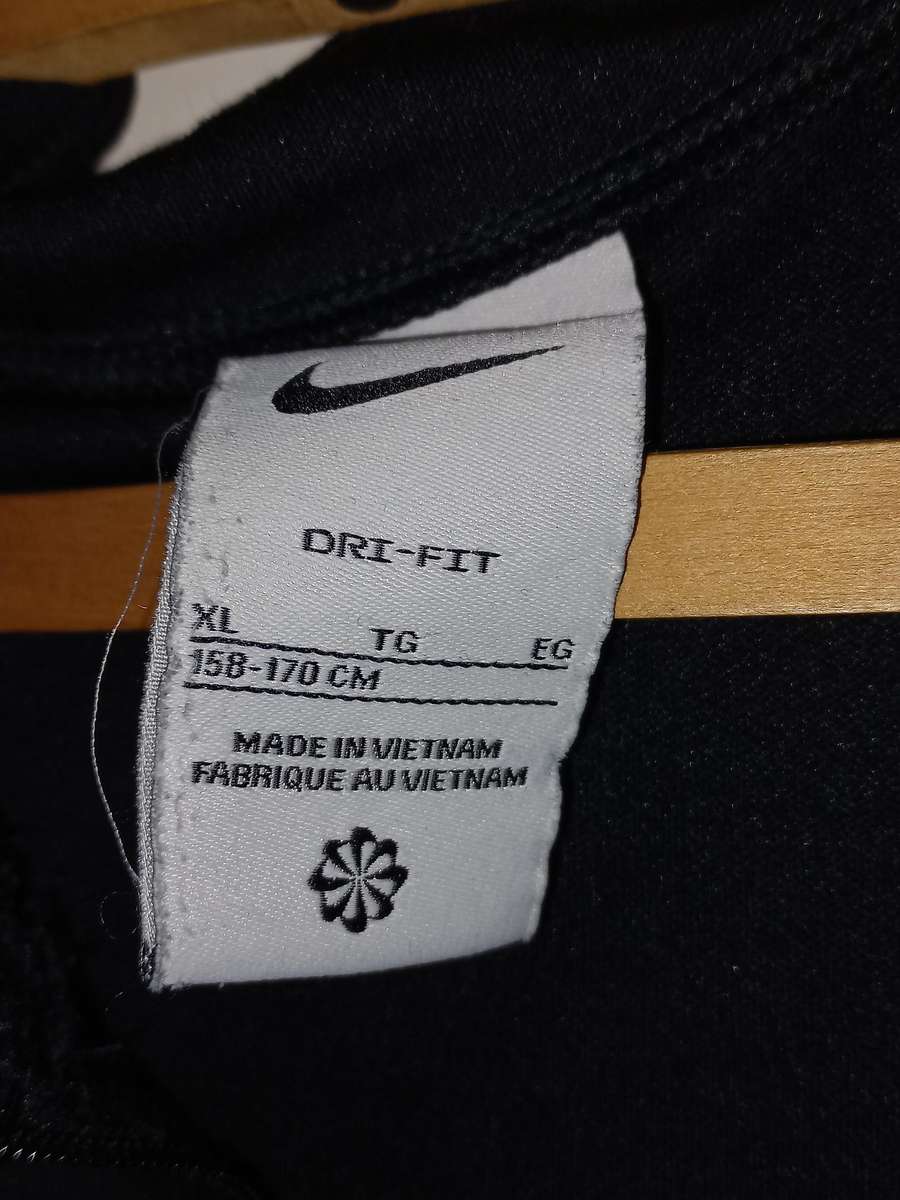 DRI-FIT
XL TG EG
158-170 CM
MADE IN VIETNAM
FABRIQUE AU VIETNAM